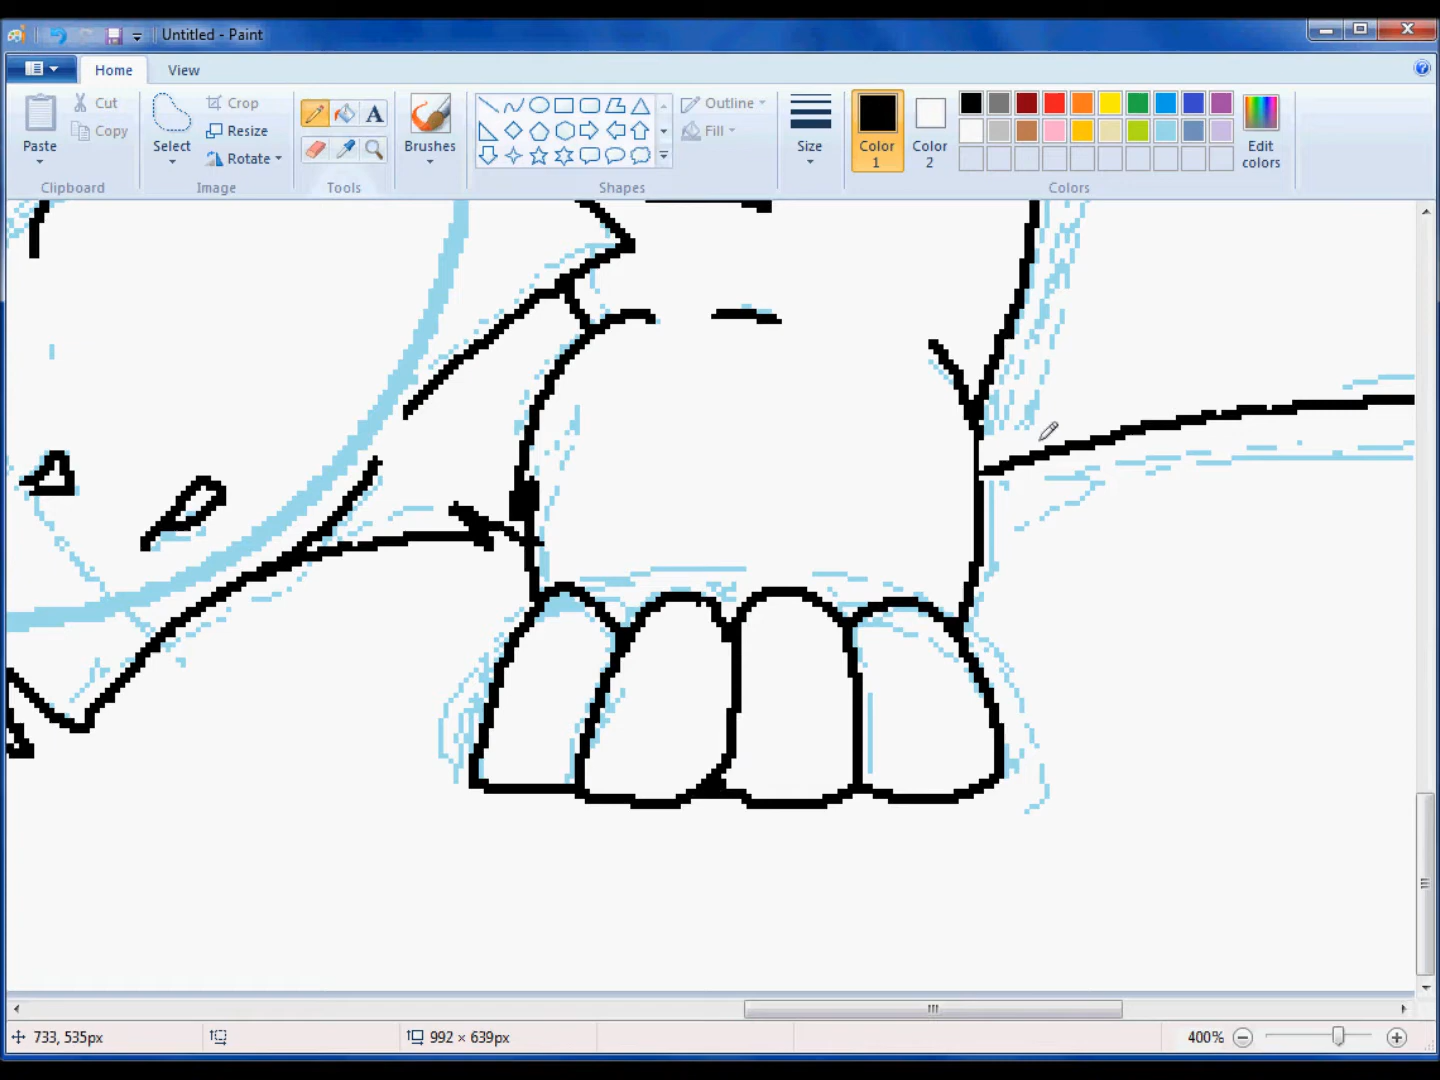 Untitled - Paint
Home View
Paste
Cut
Copy
Clipboard
Select
Crop
Resize
Rotate
Image
A
Tools
Brushes
Outline
Fill
Shapes
Size
Color 1
Color 2
Edit colors
Colors
733, 535px
992 × 639px
400%